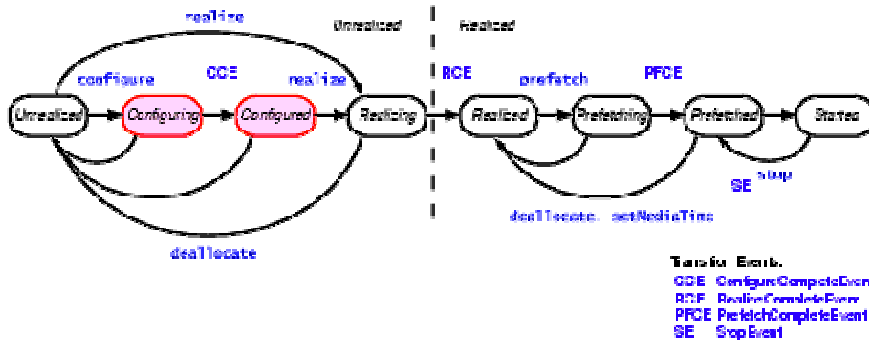 realize
Unrealized Realized
configure CCE realize RCE prefetch PFCE
Unrealized Configuring Configured Realizing Realized Prefetching Prefetched Started
SE stop
deallocate, setMediaTime
deallocate
Transfer Events:
CCE ConfigureCompleteEvent
RCE RealizeCompleteEvent
PFCE PrefetchCompleteEvent
SE StopEvent